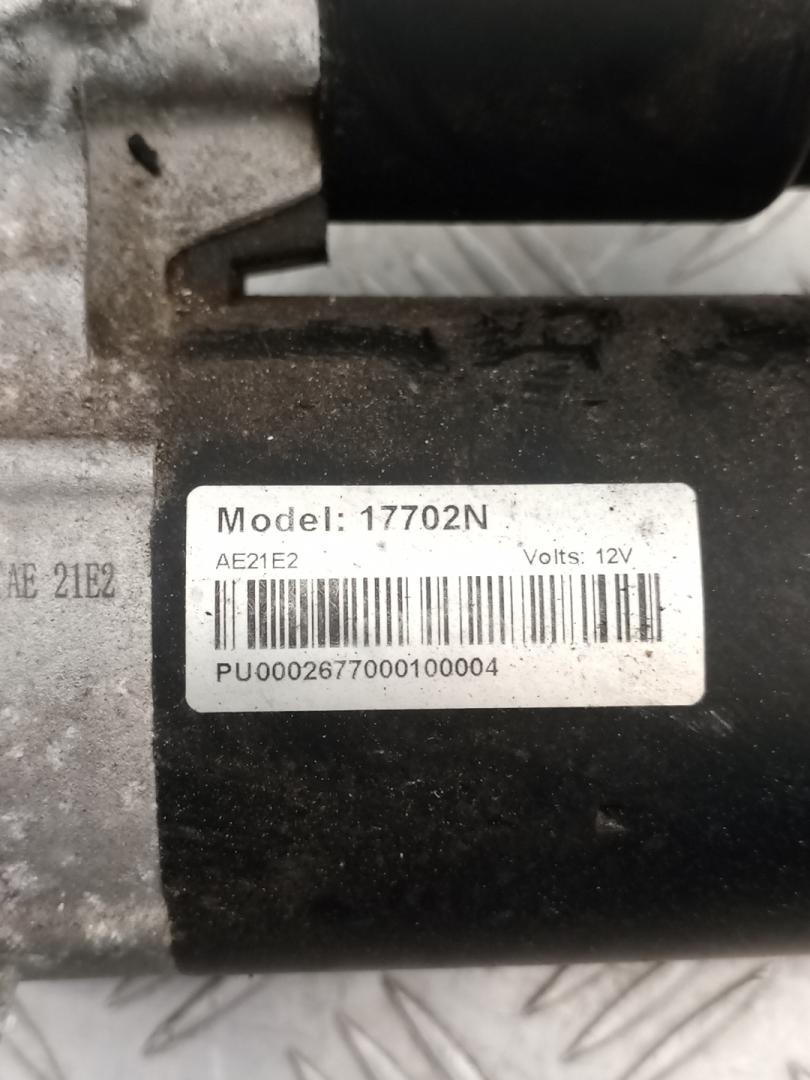 Model: 17702N
AE21E2 Volts: 12V
AE 21E2
PU0002677000100004